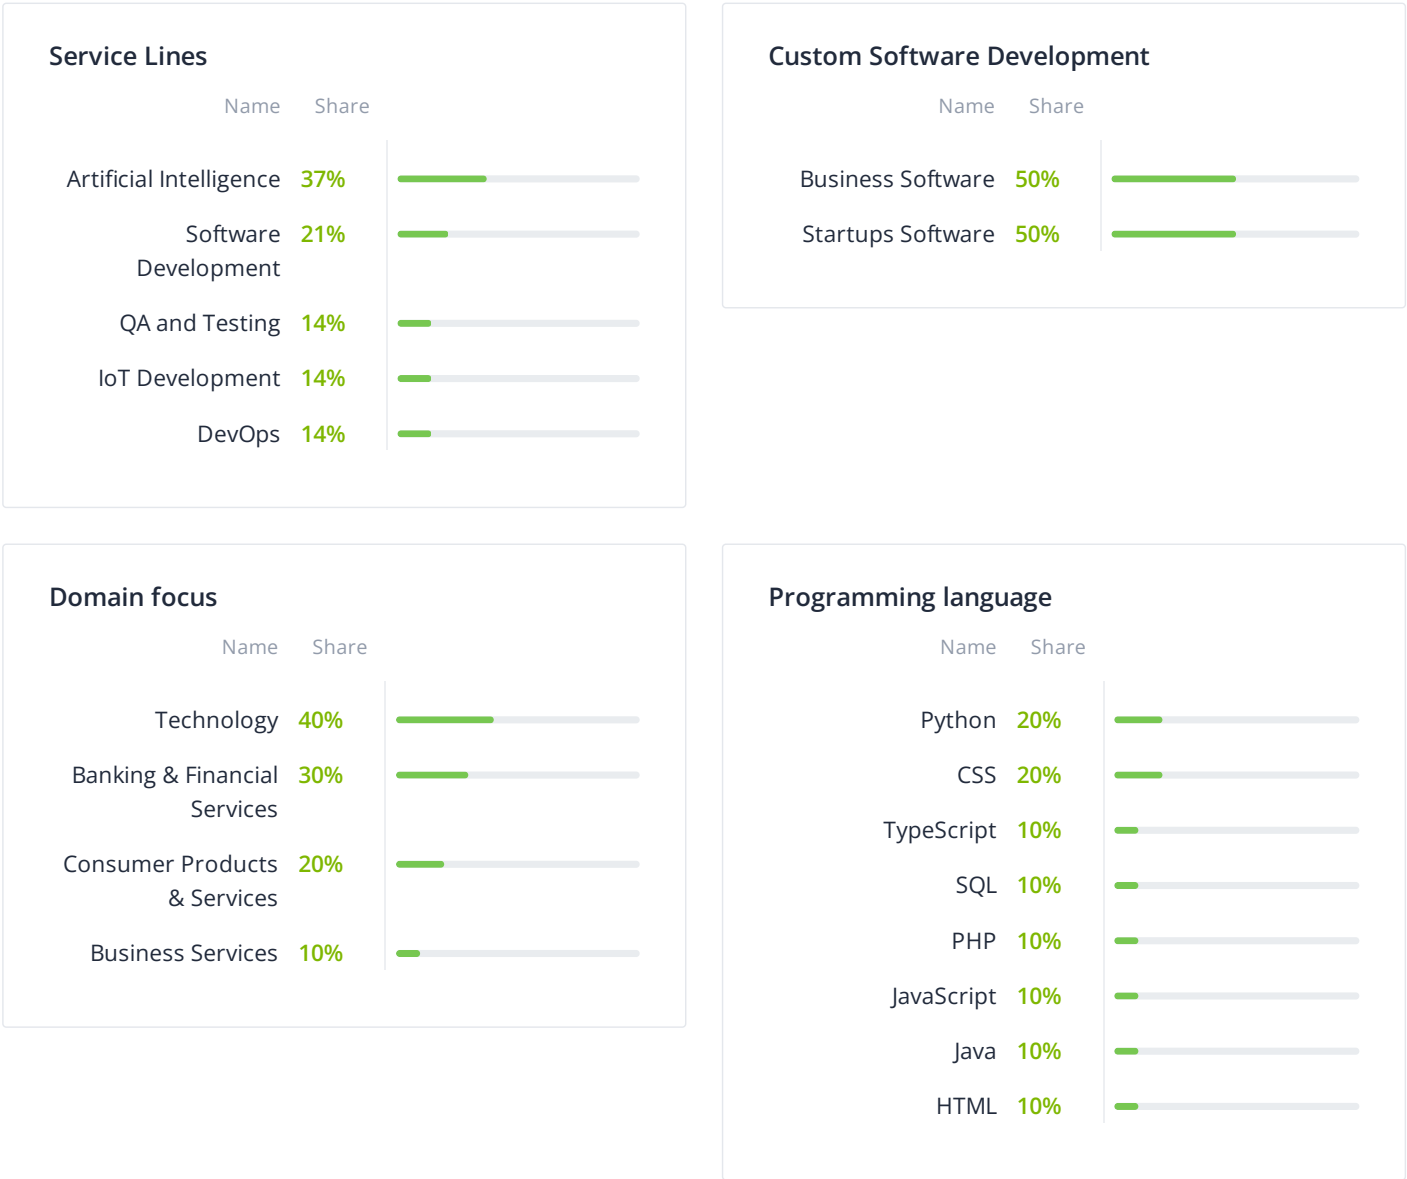 Service Lines
Name Share
Artificial Intelligence 37%
Software 21%
Development
QA and Testing 14%
IoT Development 14%
DevOps 14%
Custom Software Development
Name Share
Business Software 50%
Startups Software 50%
Domain focus
Name Share
Technology 40%
Banking & Financial 30%
Services
Consumer Products 20%
& Services
Business Services 10%
Programming language
Name Share
Python 20%
CSS 20%
TypeScript 10%
SQL 10%
PHP 10%
JavaScript 10%
Java 10%
HTML 10%